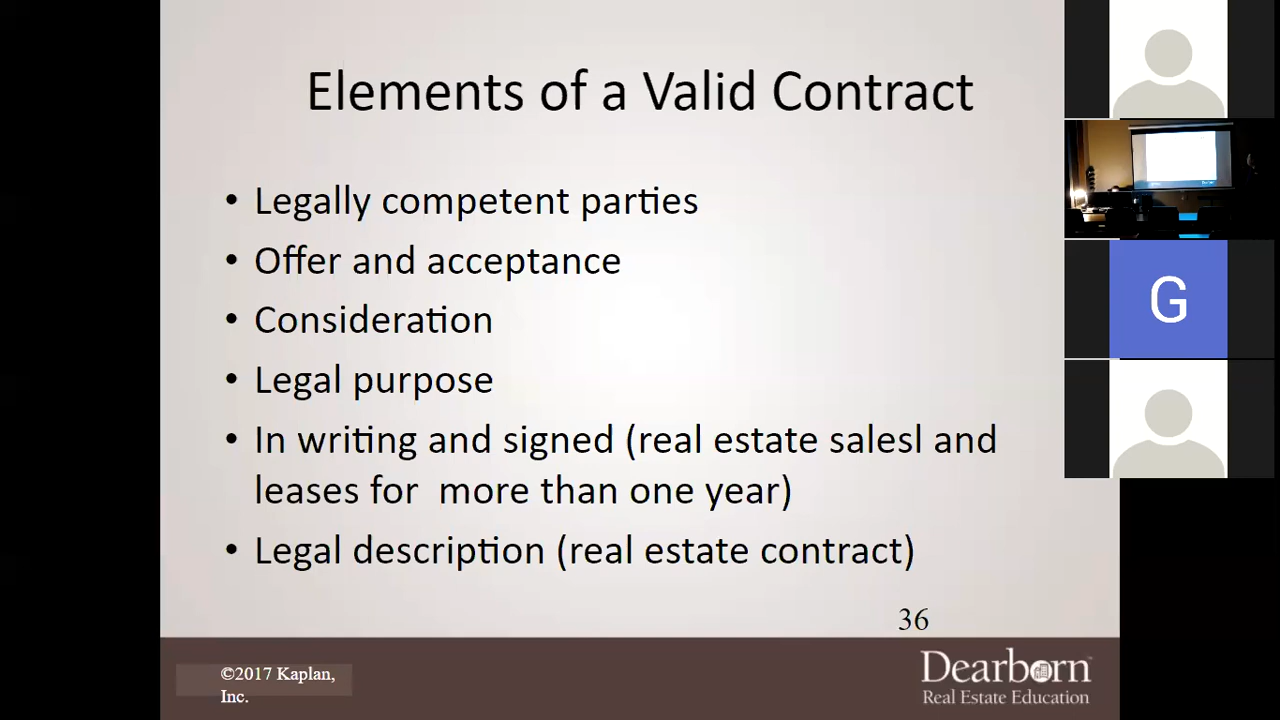 Elements of a Valid Contract
• Legally competent parties
• Offer and acceptance
• Consideration
• Legal purpose
• In writing and signed (real estate salesl and
leases for more than one year)
• Legal description (real estate contract)
36
©2017 Kaplan,
Inc.
Dearborn
Real Estate Education
G